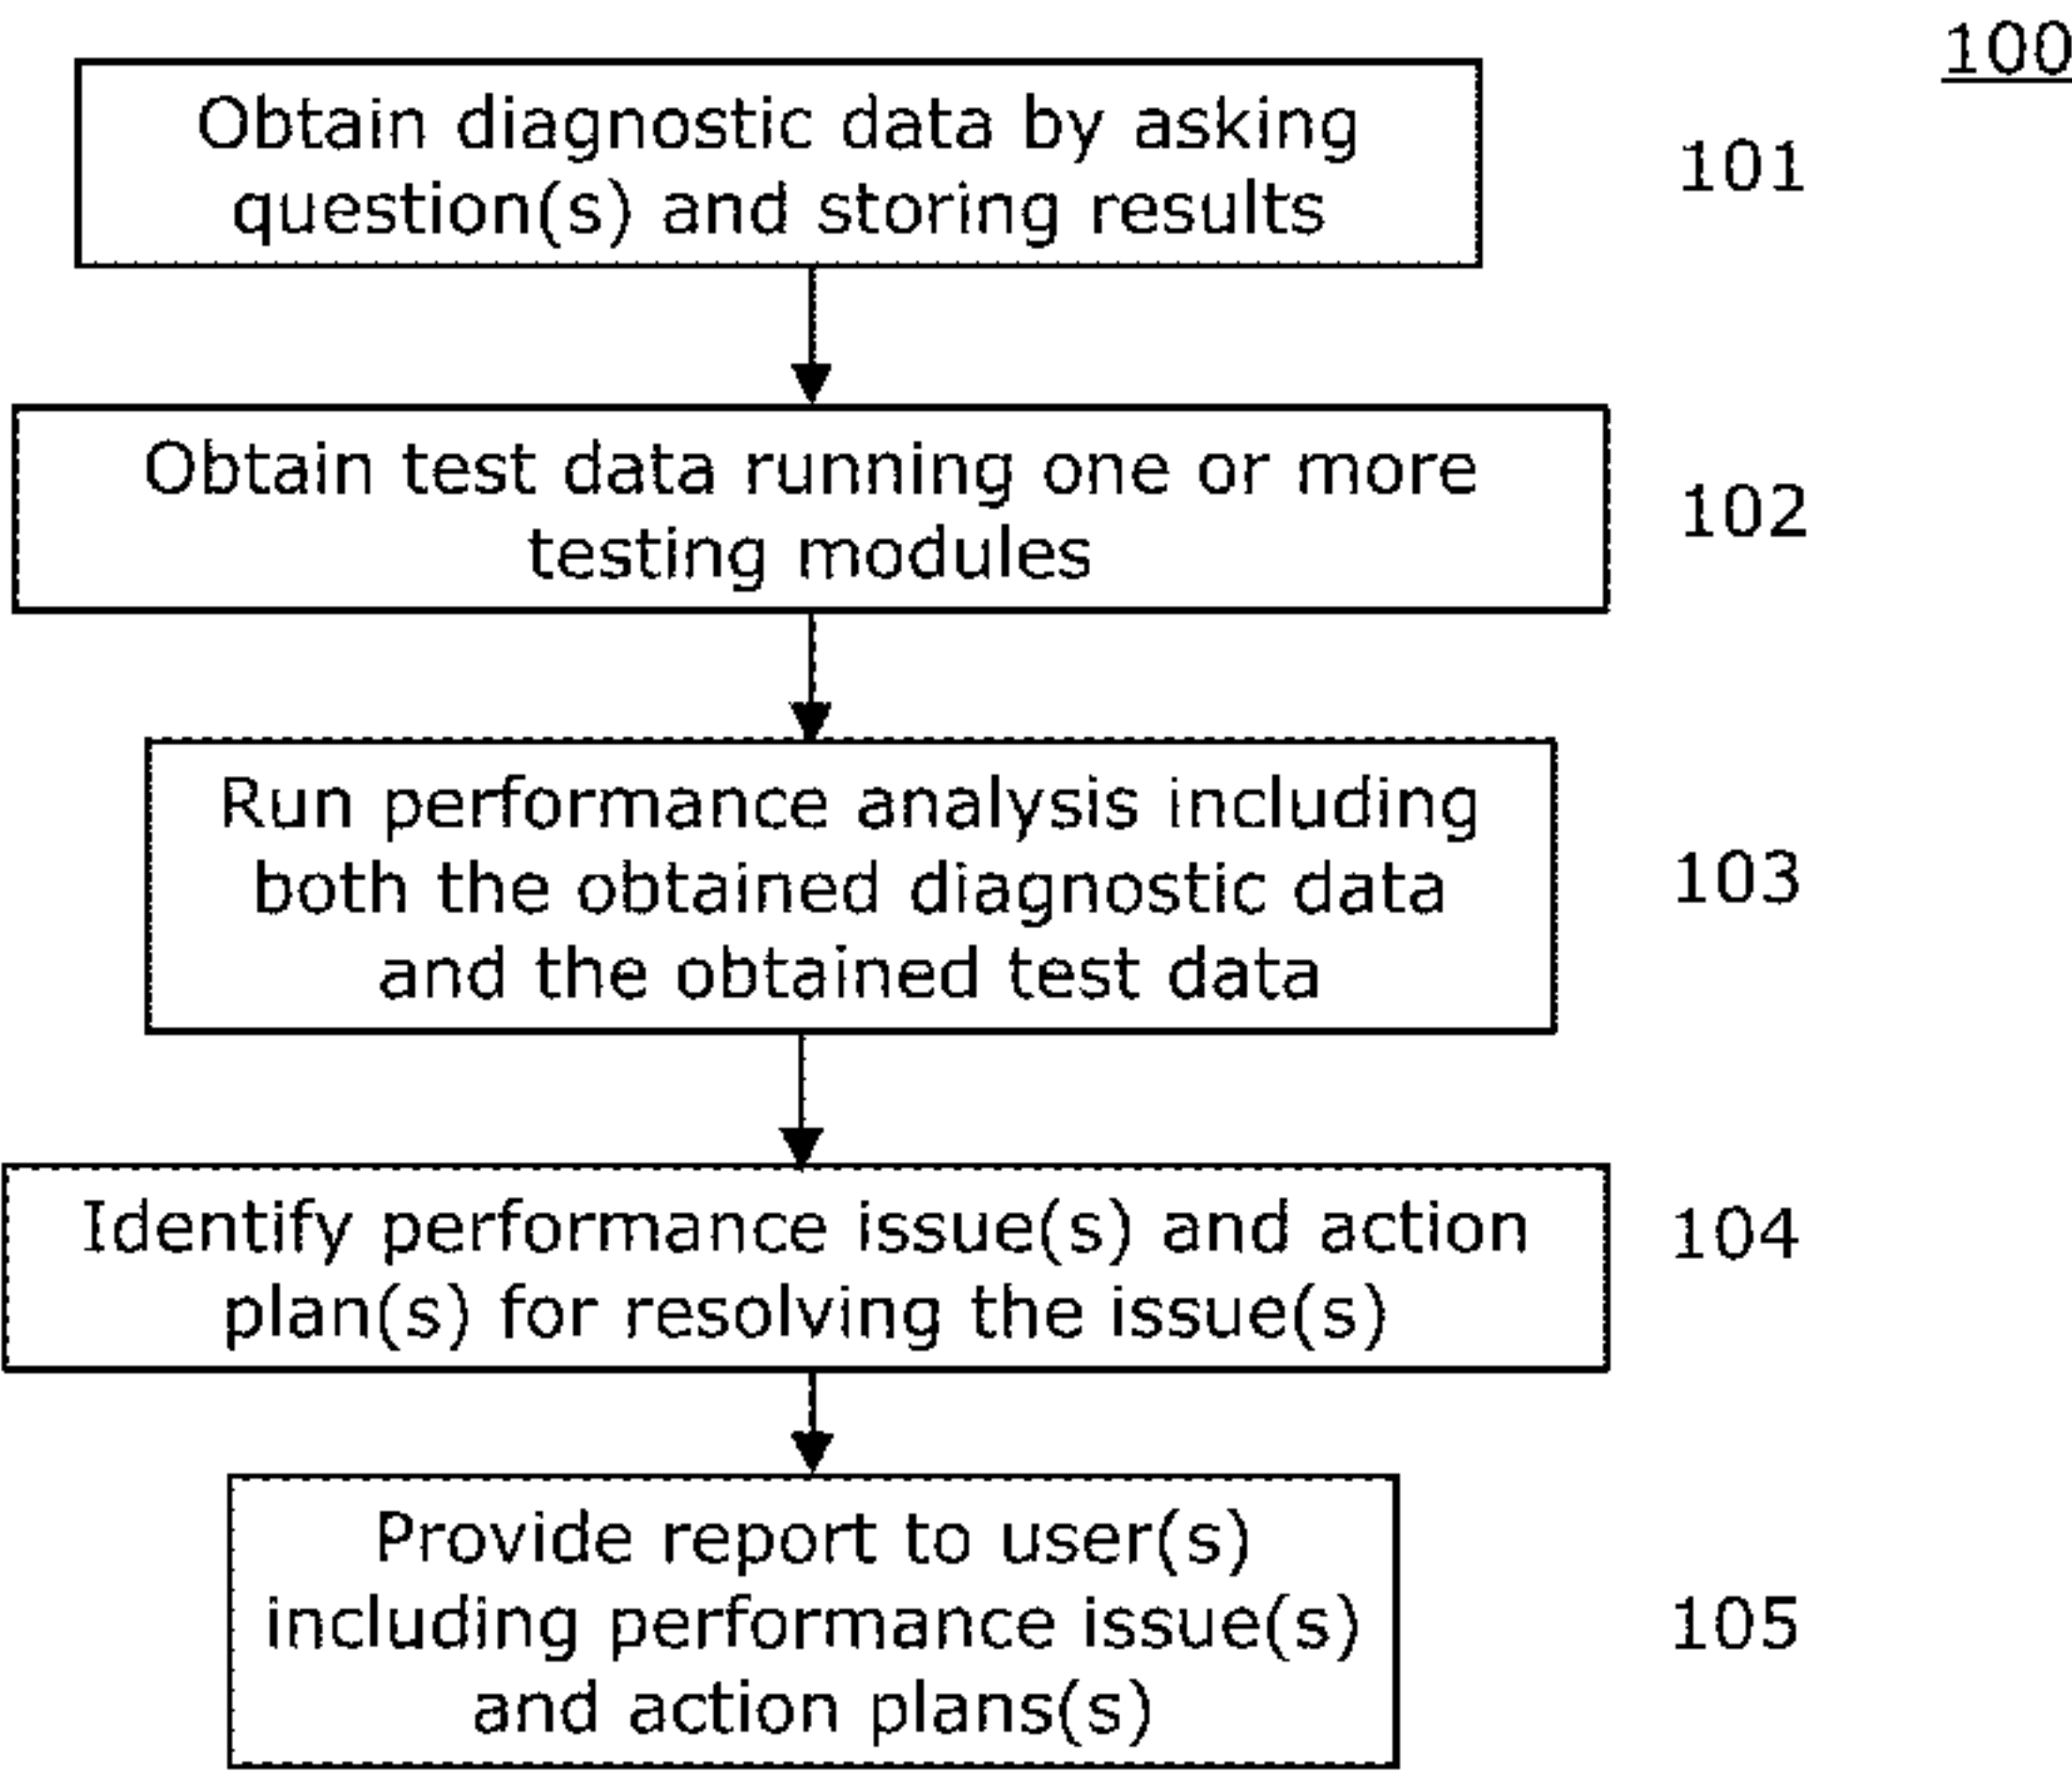 100
Obtain diagnostic data by asking
question(s) and storing results
101
Obtain test data running one or more
testing modules
102
Run performance analysis including
both the obtained diagnostic data
and the obtained test data
103
Identify performance issue(s) and action
plan(s) for resolving the issue(s)
104
Provide report to user(s)
including performance issue(s)
and action plans(s)
105